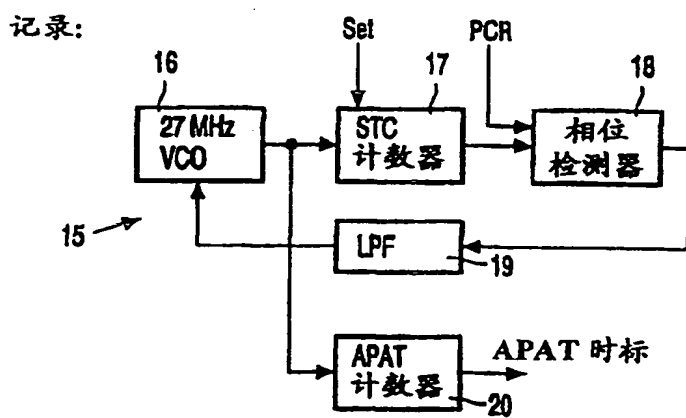 记录:
Set
PCR
16
17
18
27 MHz
VCO
STC
计数器
相位
检测器
15
LPF
19
APAT
计数器
APAT 时标
20